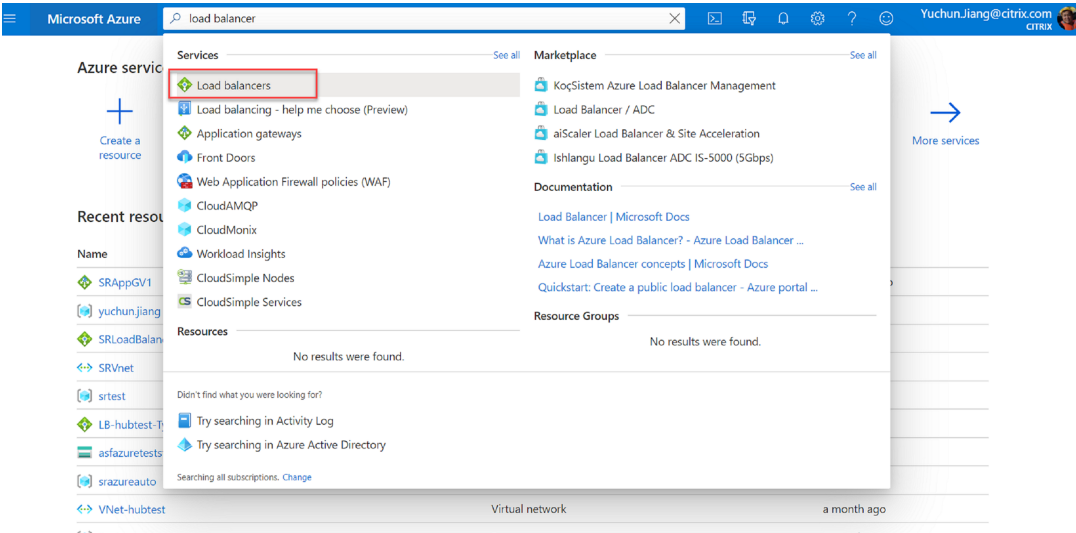 Microsoft Azure
load balancer
Yuchun.Jiang@citrix.com
CITRIX
Azure servic
Create a
resource
More services
Services
See all
Load balancers
Load balancing - help me choose (Preview)
Application gateways
Front Doors
Web Application Firewall policies (WAF)
CloudAMQP
CloudMonix
Workload Insights
CloudSimple Nodes
CloudSimple Services
Resources
No results were found.
Marketplace
See all
KoçSistem Azure Load Balancer Management
Load Balancer / ADC
aiScaler Load Balancer & Site Acceleration
Ishlangu Load Balancer ADC IS-5000 (5Gbps)
Documentation
See all
Load Balancer | Microsoft Docs
What is Azure Load Balancer? - Azure Load Balancer ...
Azure Load Balancer concepts | Microsoft Docs
Quickstart: Create a public load balancer - Azure portal ...
Resource Groups
No results were found.
Didn't find what you were looking for?
Try searching in Activity Log
Try searching in Azure Active Directory
Searching all subscriptions. Change
Recent resou
Name
SRAppGV1
yuchun.jiang
SRLoadBalan
SRVnet
srtest
LB-hubtest-T
asfazuretests
srazureauto
VNet-hubtest
Virtual network
a month ago